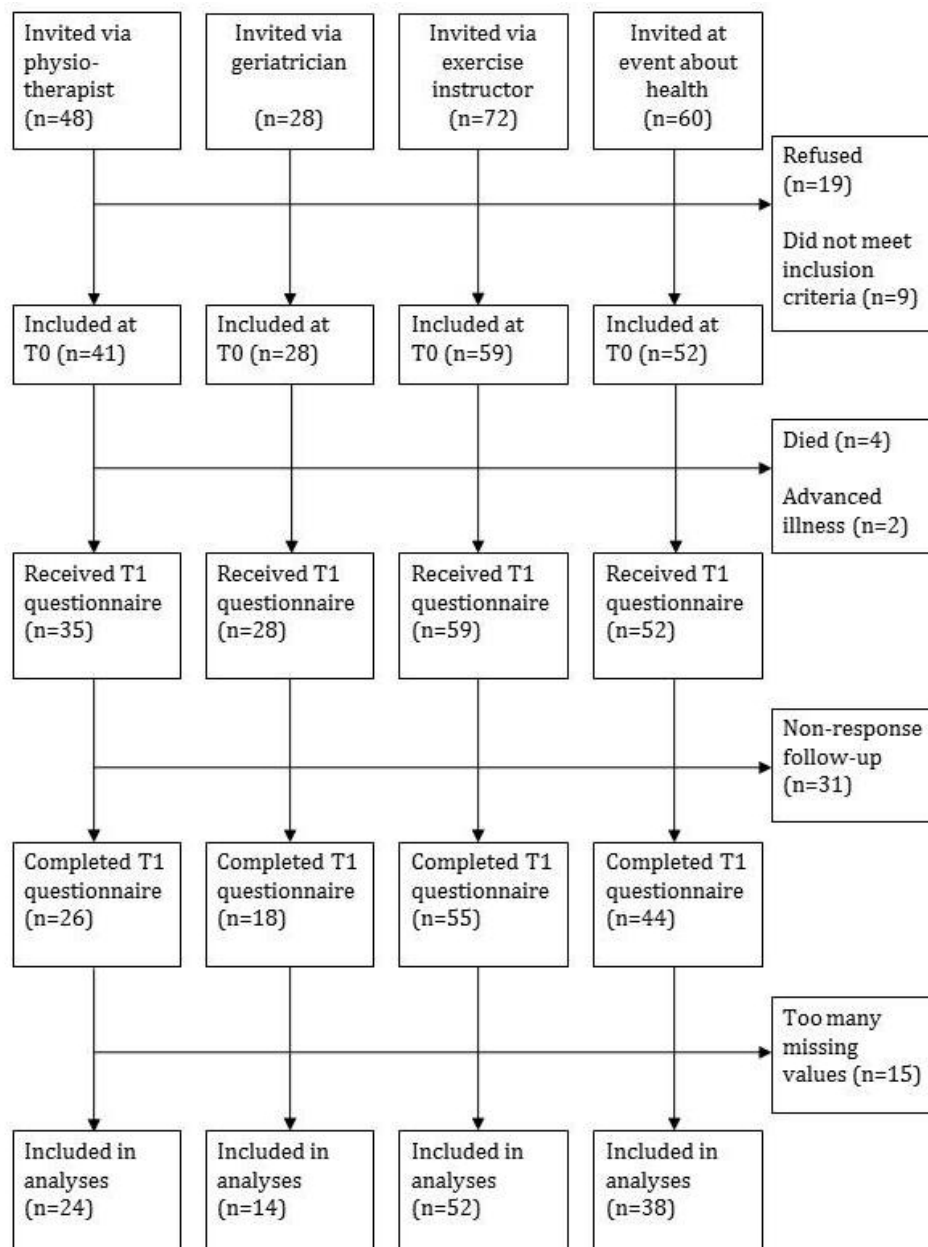 Invited via
physio-
therapist
(n=48)
Invited via
geriatrician
(n=28)
Invited via
exercise
instructor
(n=72)
Invited at
event about
health
(n=60)
Refused
(n=19)
Did not meet
inclusion
criteria (n=9)
Included at
T0 (n=41)
Included at
T0 (n=28)
Included at
T0 (n=59)
Included at
T0 (n=52)
Died (n=4)
Advanced
illness (n=2)
Received T1
questionnaire
(n=35)
Received T1
questionnaire
(n=28)
Received T1
questionnaire
(n=59)
Received T1
questionnaire
(n=52)
Non-response
follow-up
(n=31)
Completed T1
questionnaire
(n=26)
Completed T1
questionnaire
(n=18)
Completed T1
questionnaire
(n=55)
Completed T1
questionnaire
(n=44)
Too many
missing
values (n=15)
Included in
analyses
(n=24)
Included in
analyses
(n=14)
Included in
analyses
(n=52)
Included in
analyses
(n=38)